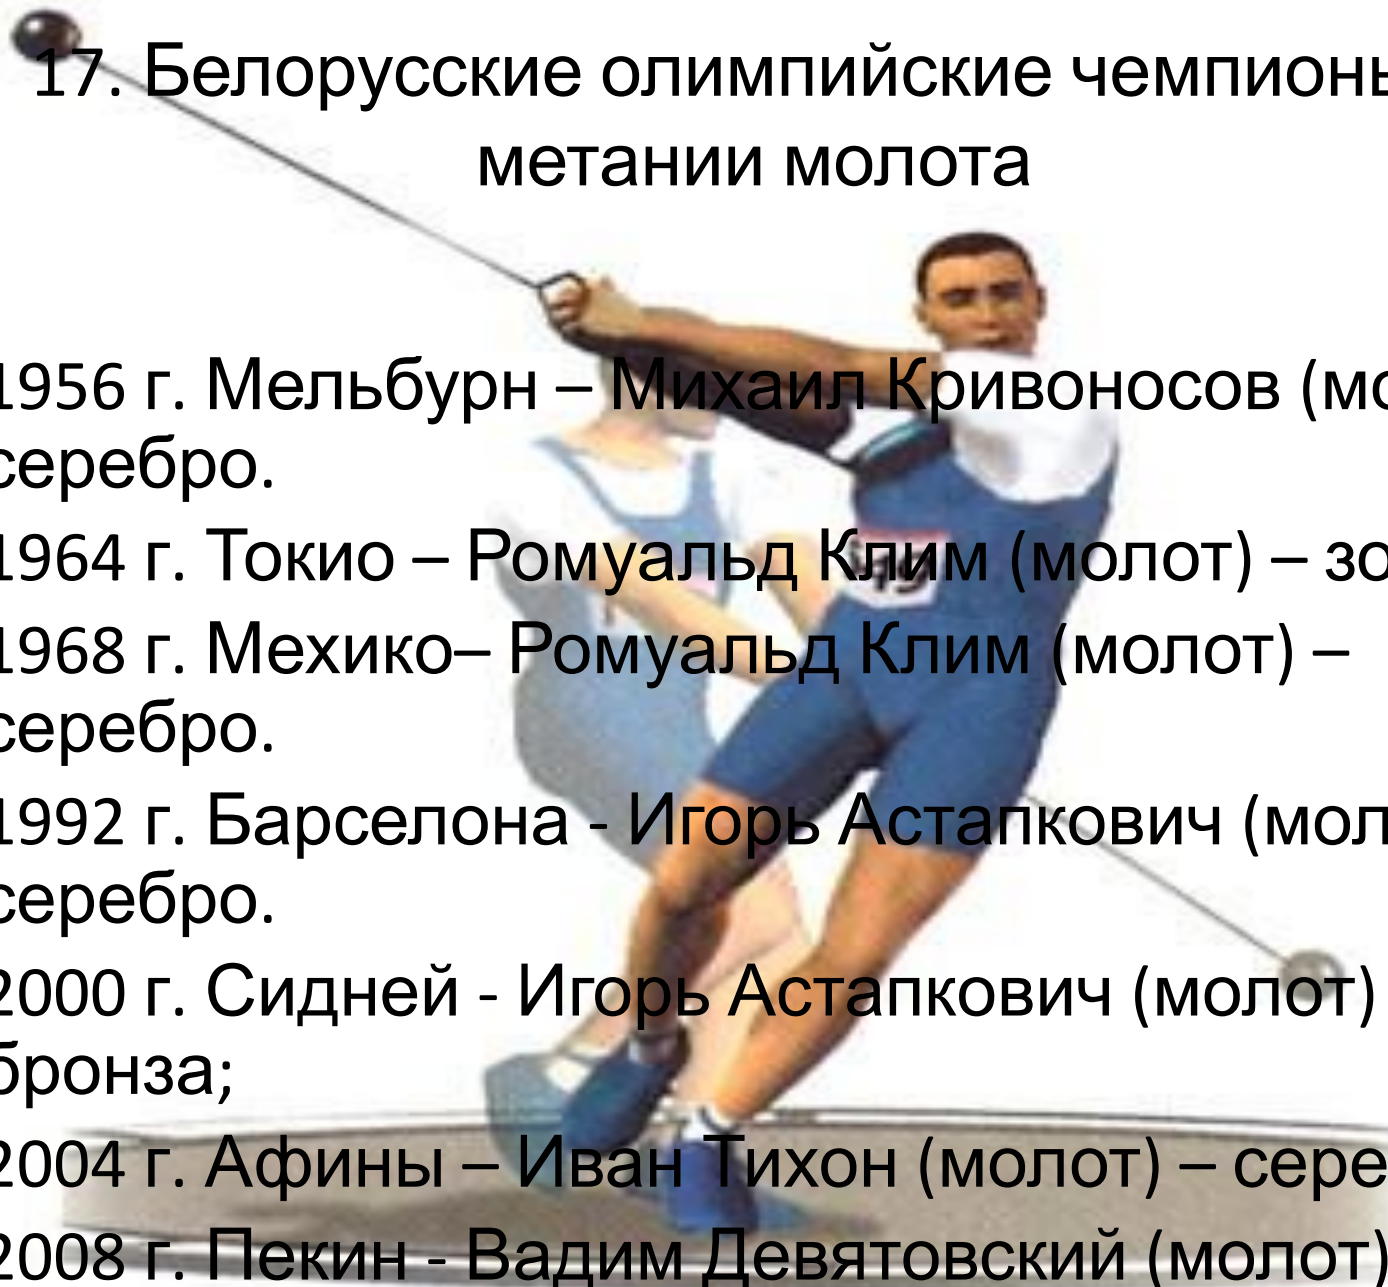 17. Белорусские олимпийские чемпионы
метании молота
1956 г. Мельбурн – Михаил Кривоносов (мо
серебро.
1964 г. Токио – Ромуальд Клим (молот) – зо
1968 г. Мехико– Ромуальд Клим (молот) –
серебро.
1992 г. Барселона - Игорь Астапкович (мол
серебро.
2000 г. Сидней - Игорь Астапкович (молот)
бронза;
2004 г. Афины – Иван Тихон (молот) – сере
2008 г. Пекин - Вадим Девятовский (молот)